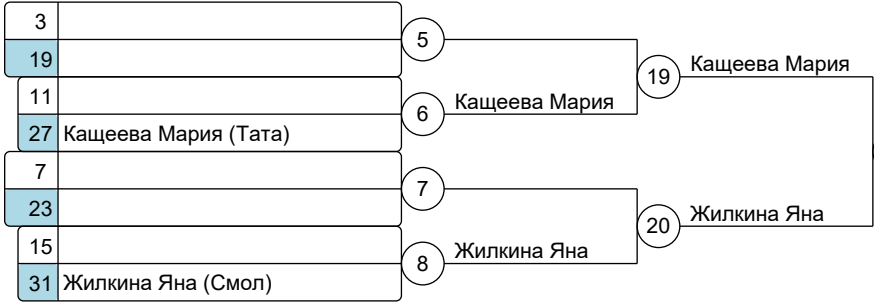 3
19
5
11
27 Кащеева Мария (Тата)
6 Кащеева Мария
19 Кащеева Мария
7
23
7
15
31 Жилкина Яна (Смол)
8 Жилкина Яна
20 Жилкина Яна